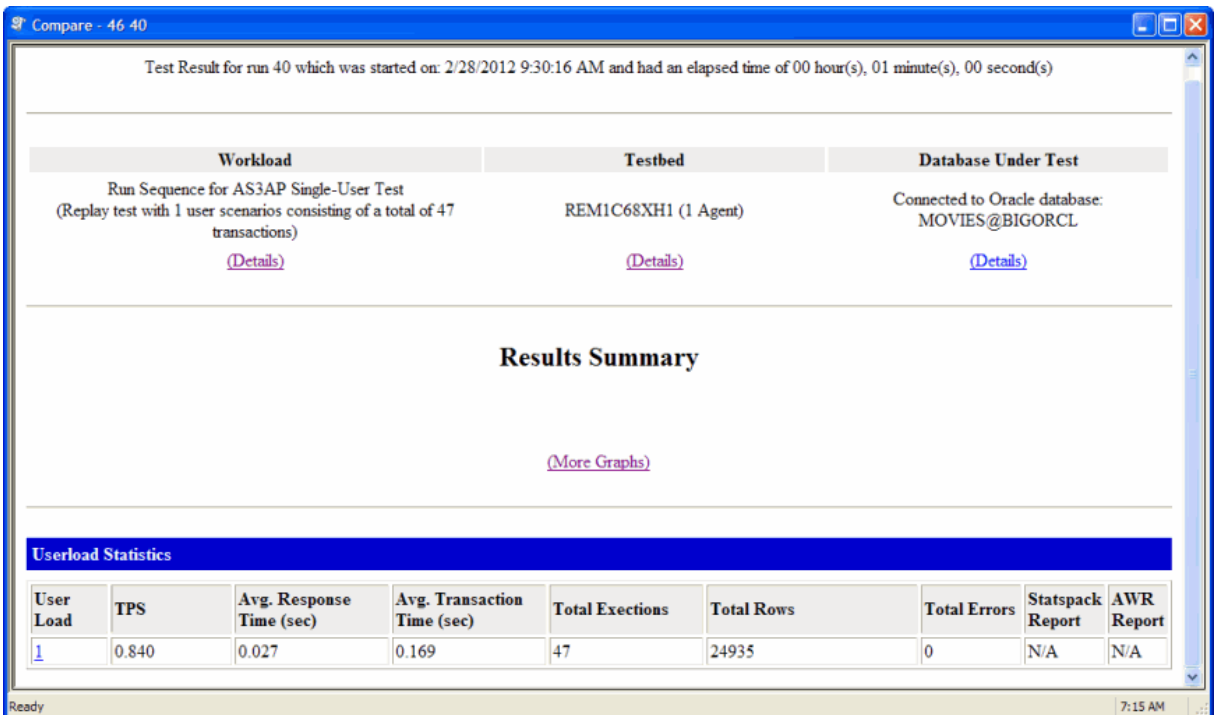 Compare - 46 40
Test Result for run 40 which was started on: 2/28/2012 9:30:16 AM and had an elapsed time of 00 hour(s), 01 minute(s), 00 second(s)
Workload Testbed Database Under Test
Run Sequence for AS3AP Single-User Test
(Replay test with 1 user scenarios consisting of a total of 47
transactions)
(Details)
REM1C68XH1 (1 Agent)
(Details)
Connected to Oracle database:
MOVIES@BIGORCL
(Details)
Results Summary
(More Graphs)
Userload Statistics
User Load TPS Avg. Response Time (sec) Avg. Transaction Time (sec) Total Exections Total Rows Total Errors Statspack Report AWR Report
1 0.840 0.027 0.169 47 24935 0 N/A N/A
Ready 7:15 AM